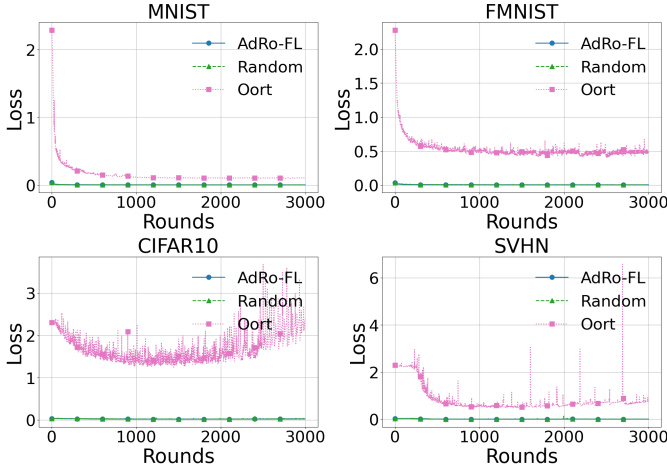 MNIST
Loss
2
1
0
AdRo-FL
Random
Oort
0 1000 2000 3000
Rounds
FMNIST
Loss
2.0
1.5
1.0
0.5
0.0
AdRo-FL
Random
Oort
0 1000 2000 3000
Rounds
CIFAR10
Loss
3
2
1
0
AdRo-FL
Random
Oort
0 1000 2000 3000
Rounds
SVHN
Loss
6
4
2
0
AdRo-FL
Random
Oort
0 1000 2000 3000
Rounds